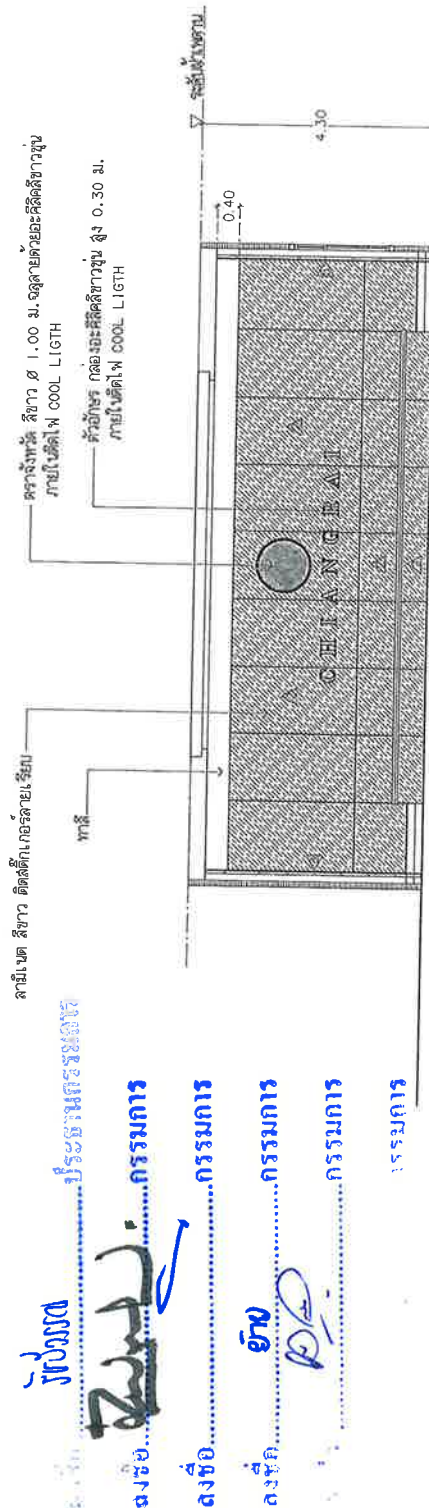 ลามิเนต สีขาว ติดสติ๊กเกอร์ลายเรียบ
ทาสี
ตราจังหวัด สีขาว Ø 1.00 ม. ฉลุลายด้วยอะคิลิคสีขาวขุ่น
ภายในติดไฟ COOL LIGTH
ตัวอักษร กล่องอะคิลิคสีขาวขุ่น สูง 0.30 ม.
ภายในติดไฟ COOL LIGTH
ระดับฝ้าเพดาน
0.40
4.30
CHIANGRAI
ประธานกรรมการ
ลงชื่อ กรรมการ
ลงชื่อ กรรมการ
ลงชื่อ กรรมการ
กรรมการ
กรรมการ